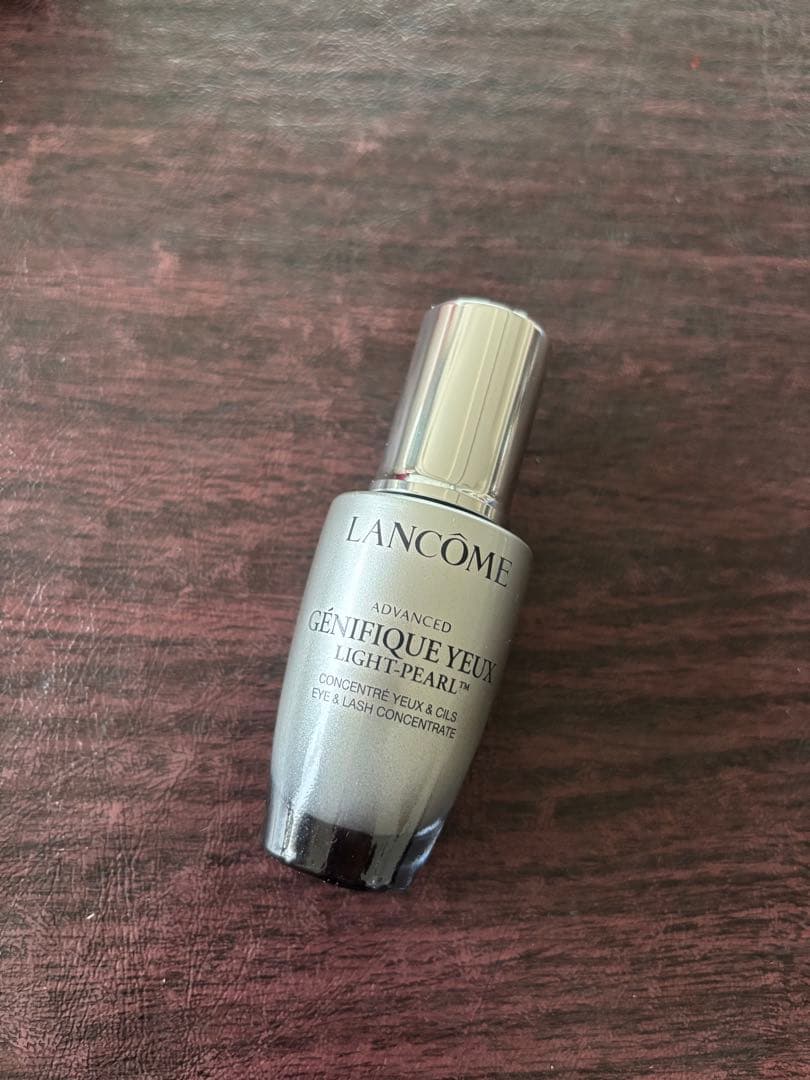 LANCÔME
ADVANCED
GÉNIFIQUE YEUX
LIGHT-PEARL™
CONCENTRÉ YEUX & CILS
EYE & LASH CONCENTRATE